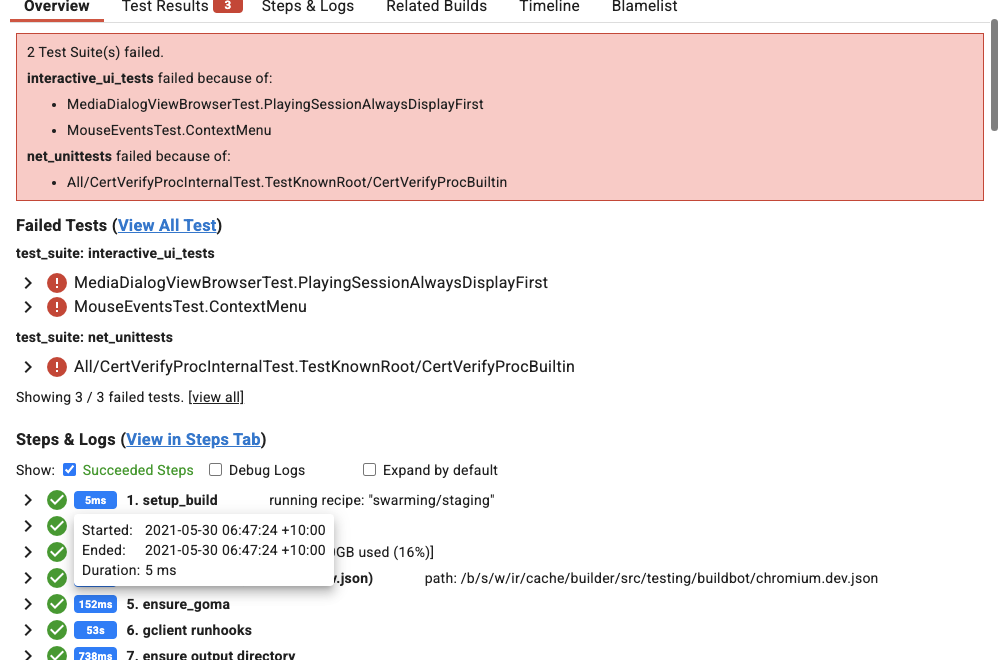 Overview Test Results 3 Steps & Logs Related Builds Timeline Blamelist
2 Test Suite(s) failed.
interactive_ui_tests failed because of:
• MediaDialogViewBrowserTest.PlayingSessionAlwaysDisplayFirst
• MouseEventsTest.ContextMenu
net_unittests failed because of:
• All/CertVerifyProcInternalTest.TestKnownRoot/CertVerifyProcBuiltin
Failed Tests (View All Test)
test_suite: interactive_ui_tests
MediaDialogViewBrowserTest.PlayingSessionAlwaysDisplayFirst
MouseEventsTest.ContextMenu
test_suite: net_unittests
All/CertVerifyProcInternalTest.TestKnownRoot/CertVerifyProcBuiltin
Showing 3 / 3 failed tests. [view all]
Steps & Logs (View in Steps Tab)
Show: Succeeded Steps Debug Logs Expand by default
5ms 1. setup_build running recipe: "swarming/staging"
Started: 2021-05-30 06:47:24 +10:00
Ended: 2021-05-30 06:47:24 +10:00
Duration: 5 ms
GB used (16%)]
.json) path: /b/s/w/ir/cache/builder/src/testing/buildbot/chromium.dev.json
152ms 5. ensure_goma
53s 6. gclient runhooks
738ms 7. ensure output directory